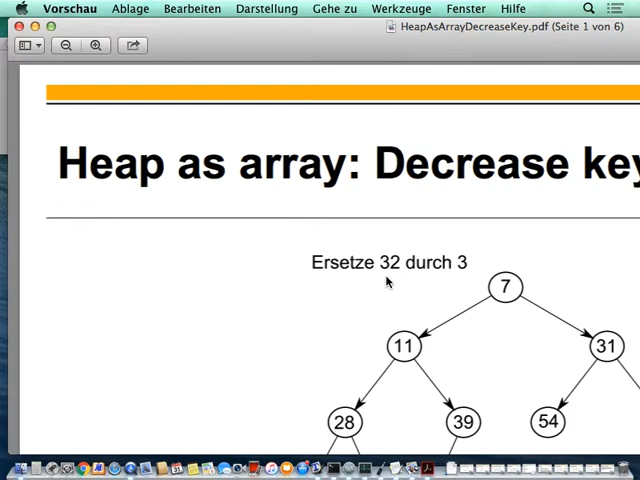 Vorschau Ablage Bearbeiten Darstellung Gehe zu Werkzeuge Fenster Hilfe
HeapAsArrayDecreaseKey.pdf (Seite 1 von 6)
Heap as array: Decrease key
Ersetze 32 durch 3
7
11 31
28 39 54